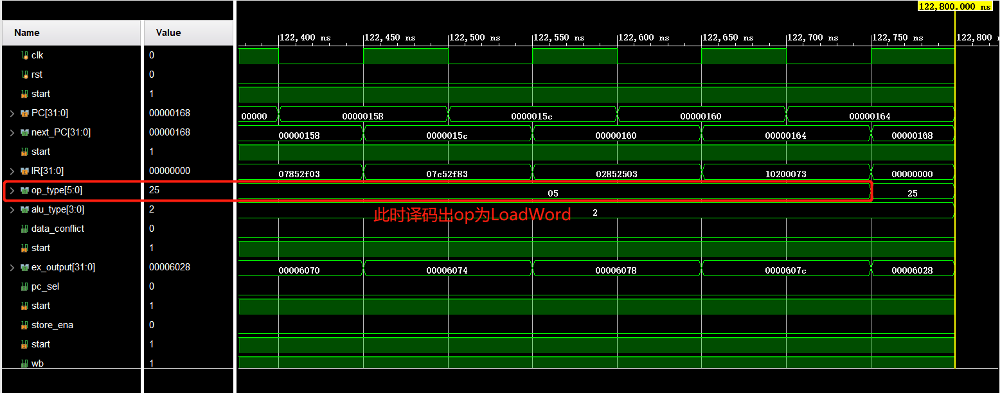 122,800.000 ns
Name Value
122,400 ns 122,450 ns 122,500 ns 122,550 ns 122,600 ns 122,650 ns 122,700 ns 122,750 ns 122,800
clk 0
rst 0
start 1
PC[31:0] 00000168 00000 00000158 0000015c 00000160 00000164
next_PC[31:0] 00000168 00000158 0000015c 00000160 00000164 00000168
start 1
IR[31:0] 00000000 07852f03 07c52f83 02852503 10200073 00000000
op_type[5:0] 25 05 25
alu_type[3:0] 2 2
此时译码出op为LoadWord
data_conflict 0
start 1
ex_output[31:0] 00006028 00006070 00006074 00006078 0000607c 00006028
pc_sel 0
start 1
store_ena 0
start 1
wb 1